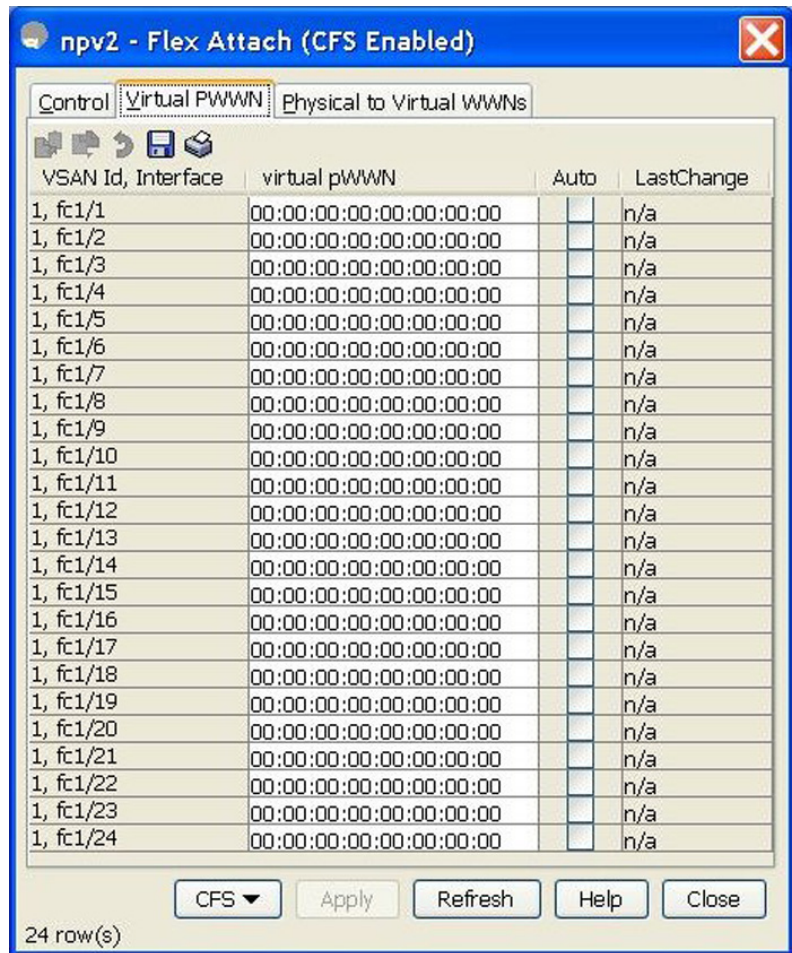 npv2 - Flex Attach (CFS Enabled)
Control Virtual PWWN Physical to Virtual WWNs
VSAN Id, Interface virtual pWWN Auto LastChange
1, fc1/1 00:00:00:00:00:00:00:00 n/a
1, fc1/2 00:00:00:00:00:00:00:00 n/a
1, fc1/3 00:00:00:00:00:00:00:00 n/a
1, fc1/4 00:00:00:00:00:00:00:00 n/a
1, fc1/5 00:00:00:00:00:00:00:00 n/a
1, fc1/6 00:00:00:00:00:00:00:00 n/a
1, fc1/7 00:00:00:00:00:00:00:00 n/a
1, fc1/8 00:00:00:00:00:00:00:00 n/a
1, fc1/9 00:00:00:00:00:00:00:00 n/a
1, fc1/10 00:00:00:00:00:00:00:00 n/a
1, fc1/11 00:00:00:00:00:00:00:00 n/a
1, fc1/12 00:00:00:00:00:00:00:00 n/a
1, fc1/13 00:00:00:00:00:00:00:00 n/a
1, fc1/14 00:00:00:00:00:00:00:00 n/a
1, fc1/15 00:00:00:00:00:00:00:00 n/a
1, fc1/16 00:00:00:00:00:00:00:00 n/a
1, fc1/17 00:00:00:00:00:00:00:00 n/a
1, fc1/18 00:00:00:00:00:00:00:00 n/a
1, fc1/19 00:00:00:00:00:00:00:00 n/a
1, fc1/20 00:00:00:00:00:00:00:00 n/a
1, fc1/21 00:00:00:00:00:00:00:00 n/a
1, fc1/22 00:00:00:00:00:00:00:00 n/a
1, fc1/23 00:00:00:00:00:00:00:00 n/a
1, fc1/24 00:00:00:00:00:00:00:00 n/a
CFS Apply Refresh Help Close
24 row(s)